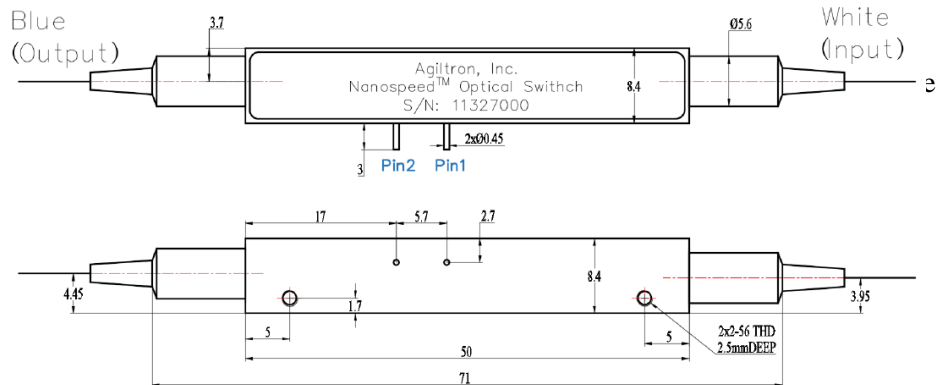 Blue
(Output)
White
(Input)
3.7
Ø5.6
Agiltron, Inc.
Nanospeed™ Optical Swithch
S/N: 11327000
8.4
e
3
2xØ0.45
Pin2
Pin1
17
5.7
2.7
8.4
4.45
1.7
3.95
5
5
2x2-56 THD
2.5mmDEEP
50
71